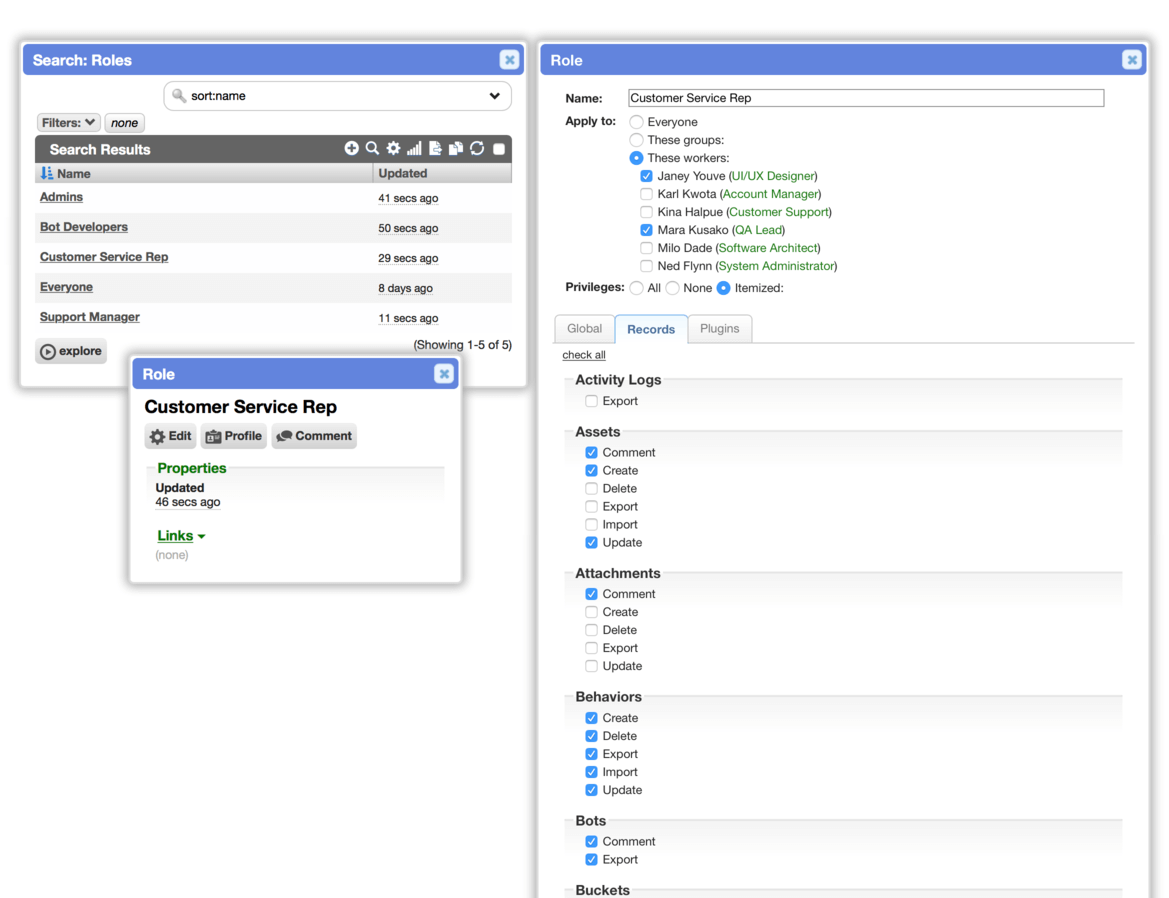 Search: Roles
sort:name
Filters: none
Search Results
Name Updated
Admins 41 secs ago
Bot Developers 50 secs ago
Customer Service Rep 29 secs ago
Everyone 8 days ago
Support Manager 11 secs ago
explore (Showing 1-5 of 5)
Role
Customer Service Rep
Edit Profile Comment
Properties
Updated
46 secs ago
Links
(none)
Role
Name: Customer Service Rep
Apply to: Everyone
These groups:
These workers:
Janey Youve (UI/UX Designer)
Karl Kwota (Account Manager)
Kina Halpue (Customer Support)
Mara Kusako (QA Lead)
Milo Dade (Software Architect)
Ned Flynn (System Administrator)
Privileges: All None Itemized:
Global Records Plugins
check all
Activity Logs
Export
Assets
Comment
Create
Delete
Export
Import
Update
Attachments
Comment
Create
Delete
Export
Update
Behaviors
Create
Delete
Export
Import
Update
Bots
Comment
Export
Buckets